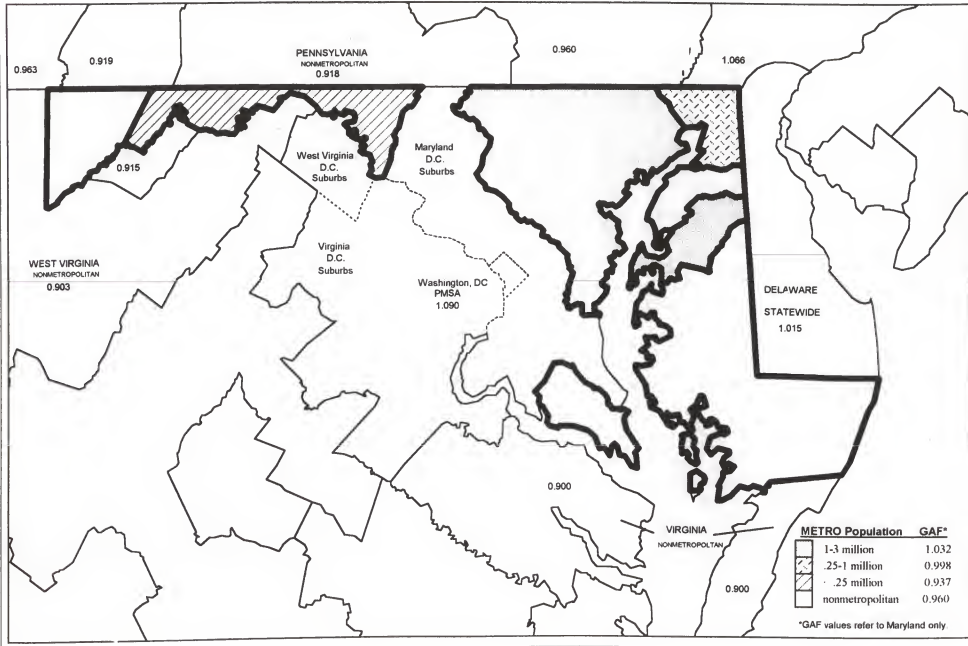 0.963
0.919
PENNSYLVANIA
NONMETROPOLITAN
0.918
0.960
1.066
0.915
West Virginia
D.C.
Suburbs
Maryland
D.C.
Suburbs
WEST VIRGINIA
NONMETROPOLITAN
0.903
Virginia
D.C.
Suburbs
Washington, DC
PMSA
1.090
DELAWARE
STATEWIDE
1.015
0.900
VIRGINIA
NONMETROPOLTAN
0.900
METRO Population GAF*
1-3 million 1.032
.25-1 million 0.998
.25 million 0.937
nonmetropolitan 0.960
*GAF values refer to Maryland only.